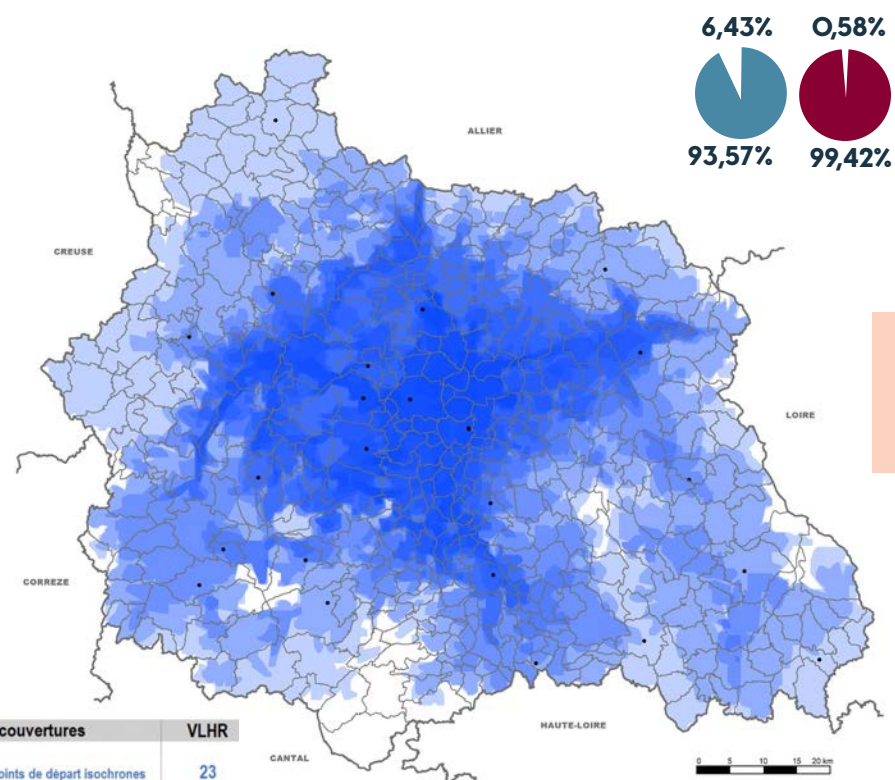 6,43% 0,58%
93,57% 99,42%
ALLIER
CREUSE
LOIRE
CORREZE
HAUTE-LOIRE
CANTAL
couvertures VLHR
oints de départ isochrones 23
0 5 10 15 20 km